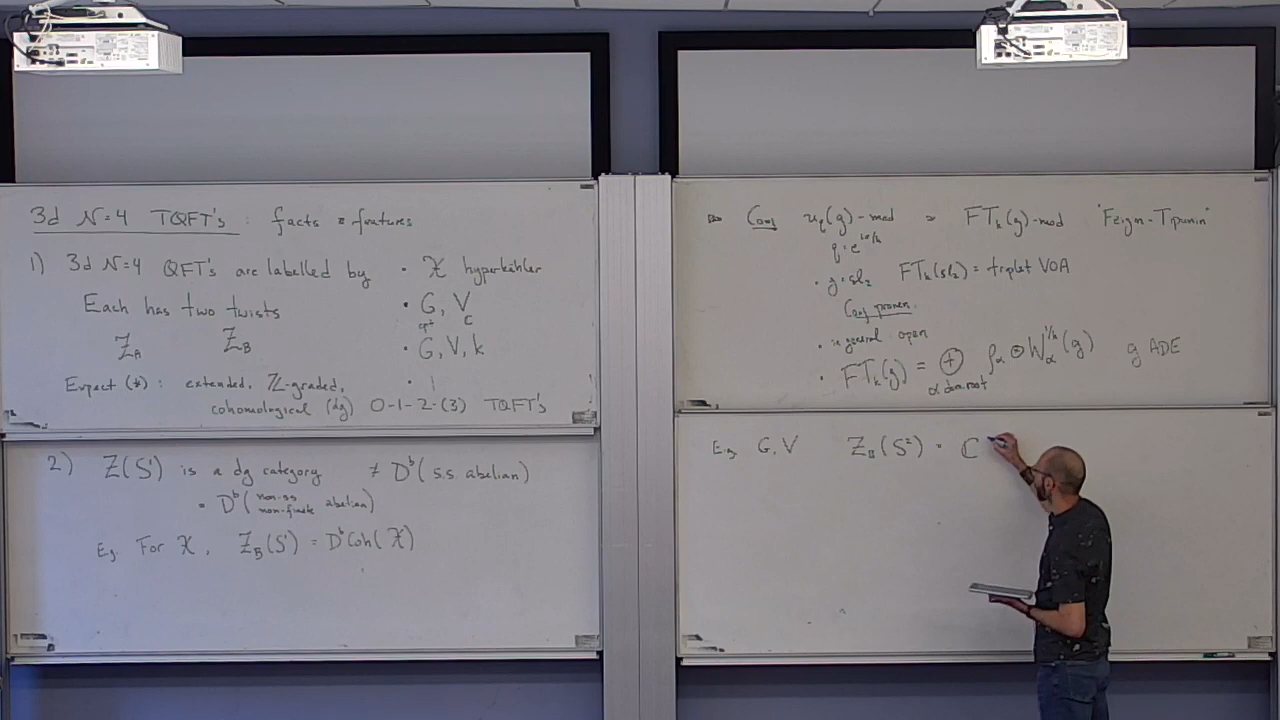 3d N=4 TQFT's : facts & features
1) 3d N=4 QFT's are labelled by • X hyperkähler
Each has two twists • G, V
cpt C
Z_A Z_B • G, V, k
Expect (*) : extended, Z-graded, • 1
cohomological (dg) 0-1-2-(3) TQFT's
2) Z(S¹) is a dg category ≠ D^b( s.s. abelian)
= D^b( non-ss non-finite abelian)
Eg. For X, Z_B(S¹) = D^b Coh(X)
Conj u_q(g)-mod ≃ FT_k(g)-mod "Feigin-Tipunin"
q = e^{iπ/k}
• g = sl₂ FT_k(sl₂) = triplet VOA
Conj proven
• in general open
• FT_k(g) = ⊕ ρ_α ⊗ W_α^{1/k}(g) g ADE
α dom root
E.g. G, V Z_B(S²) = C